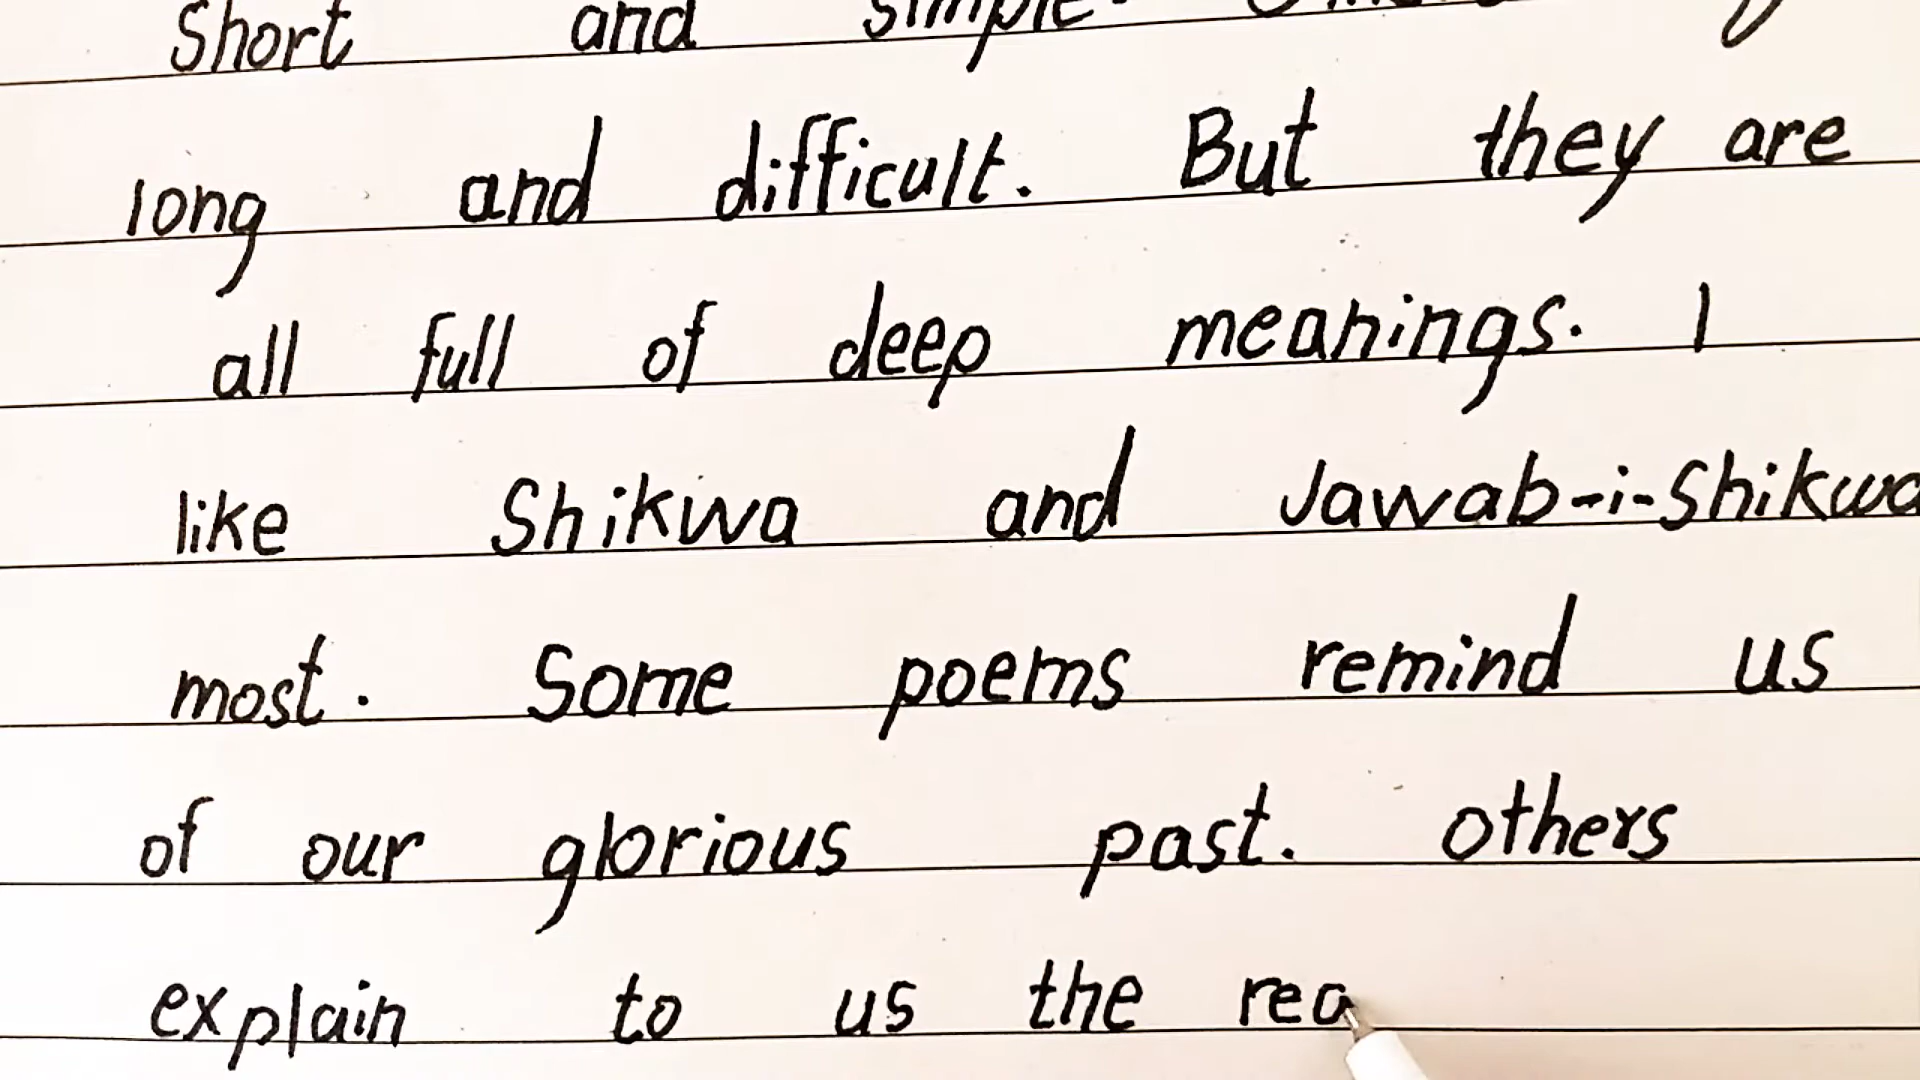 Short and simple.
long and difficult. But they are
all full of deep meanings. I
like Shikwa and Jawab-i-Shikwa
most. Some poems remind us
of our glorious past. others
explain to us the rea